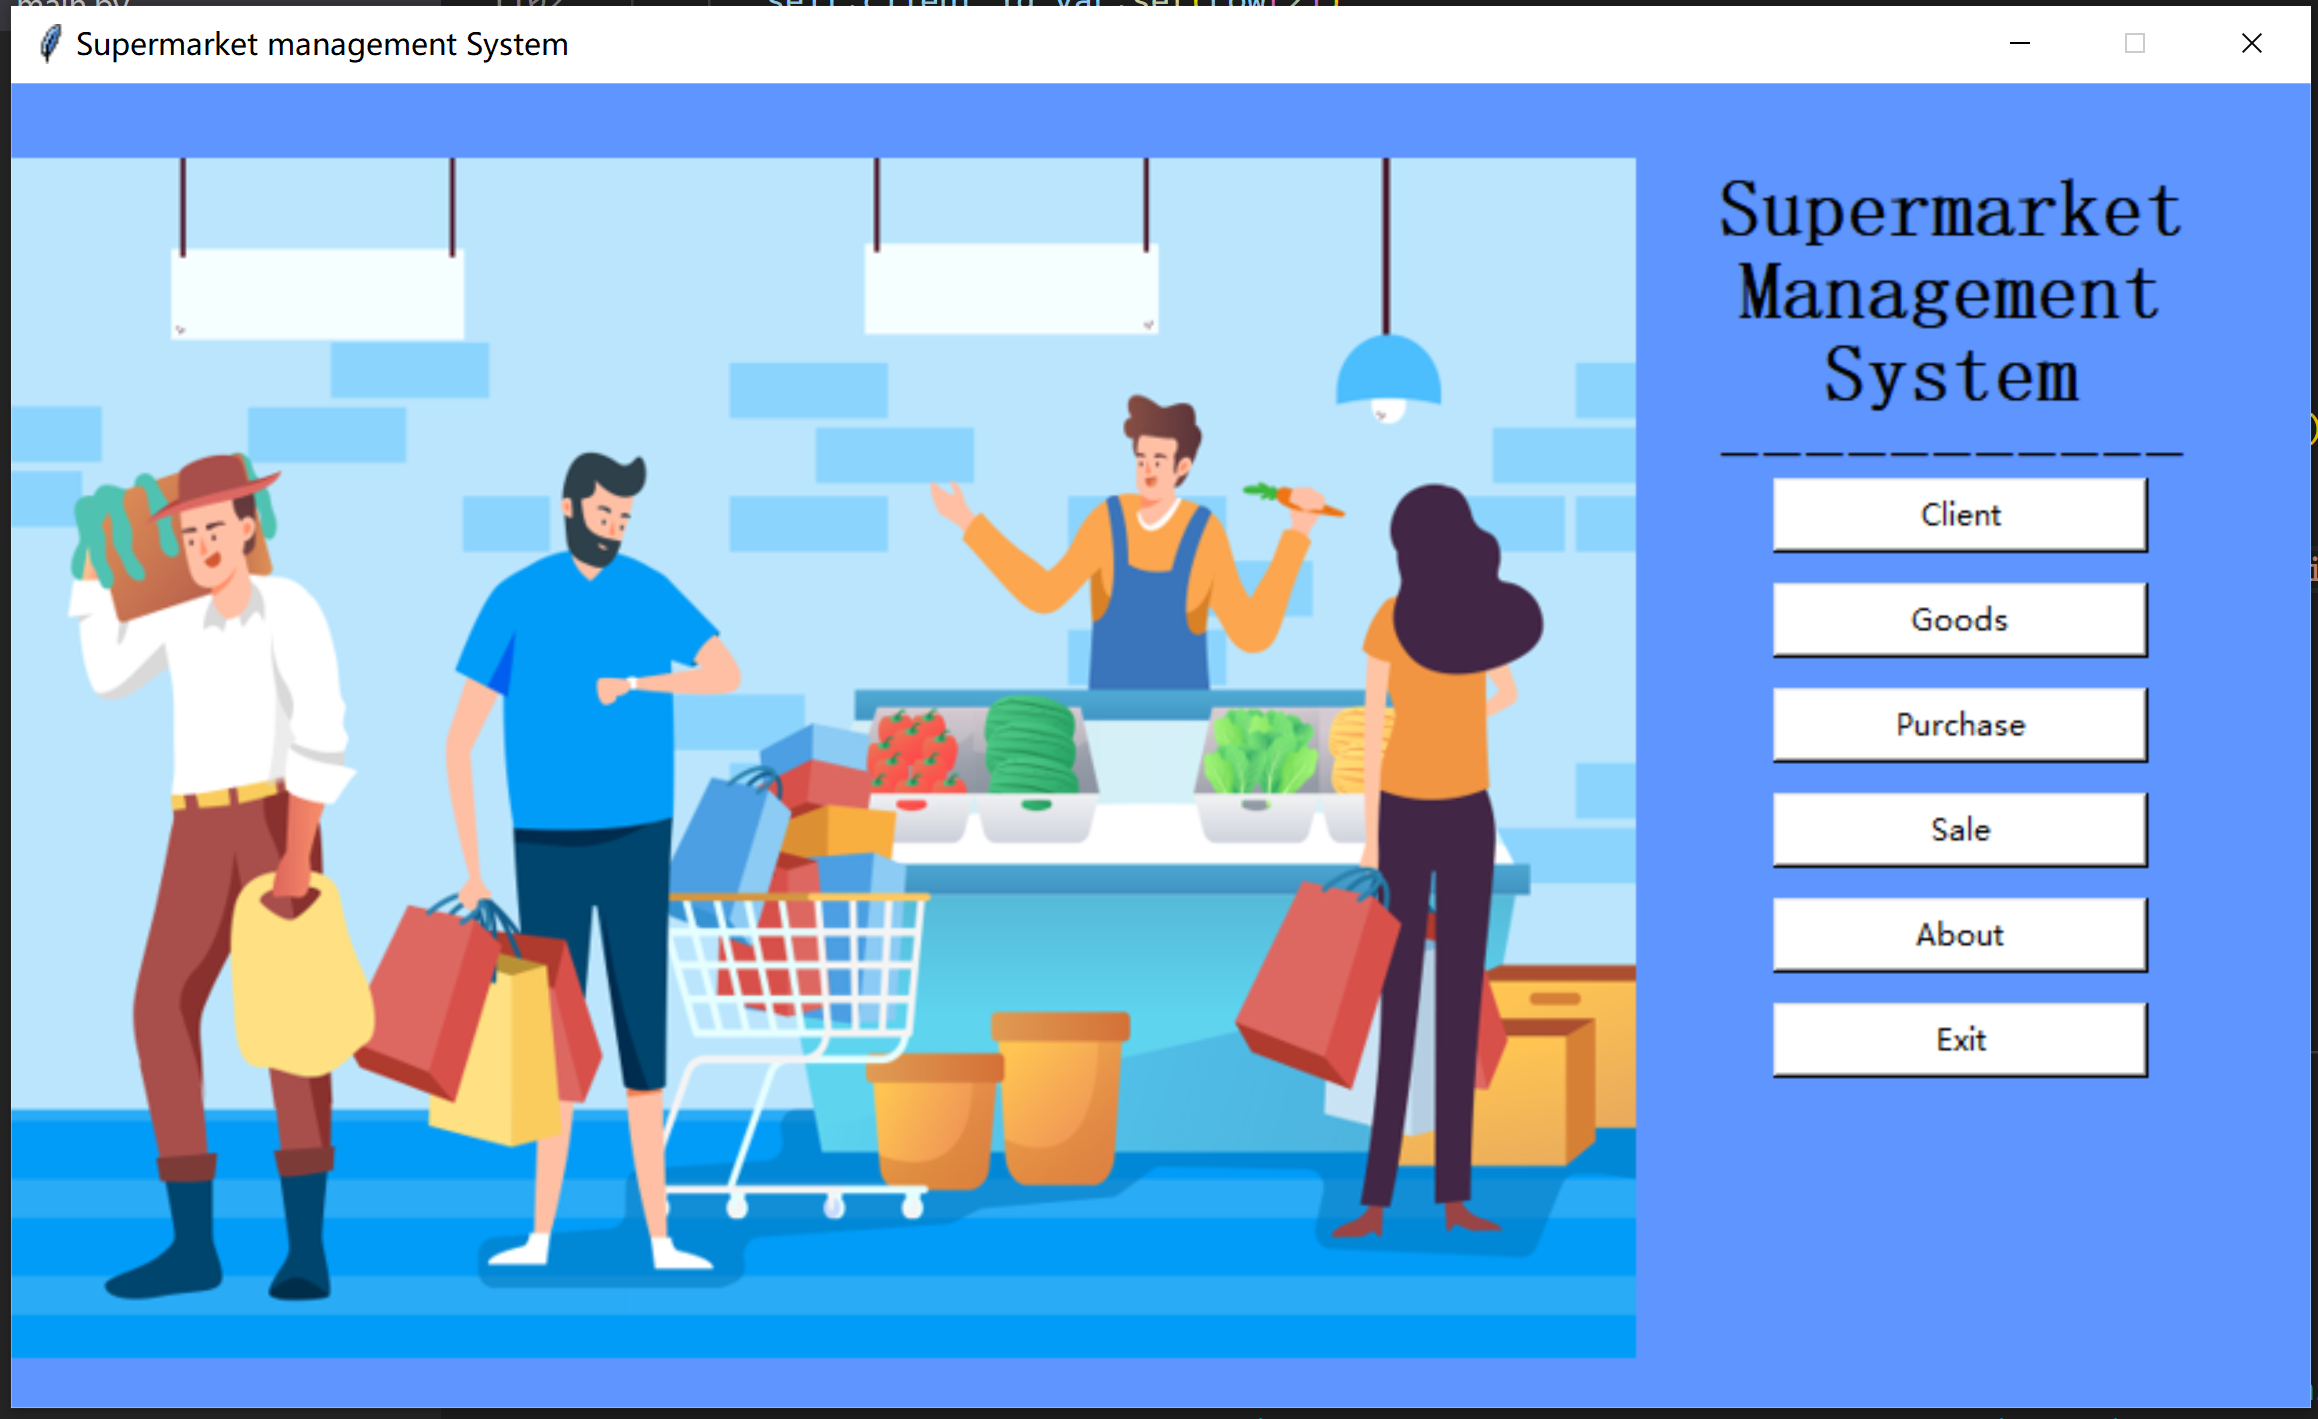 Supermarket management System
Supermarket
Management
System
Client
Goods
Purchase
Sale
About
Exit